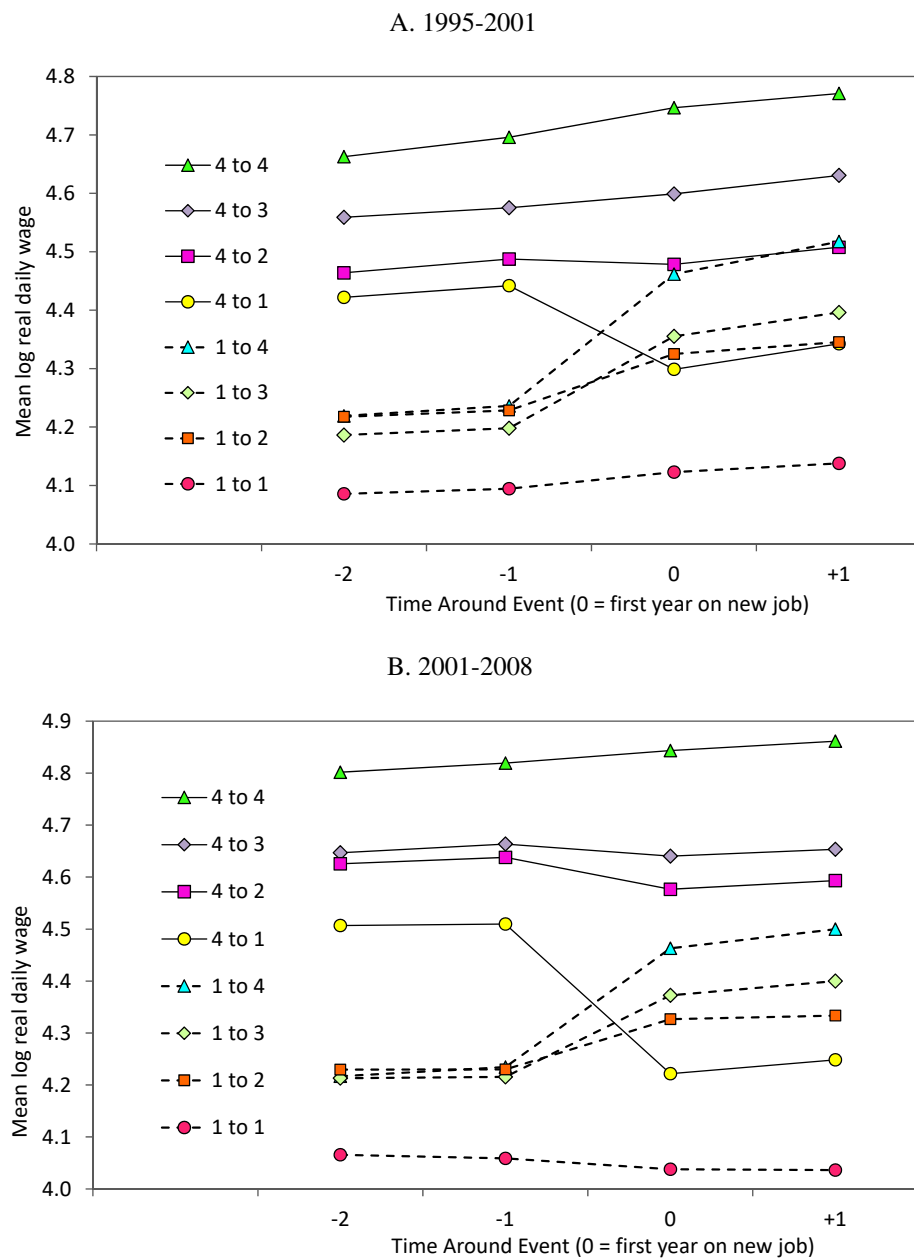 A. 1995-2001
4.8
4.7
4.6
4.5
4.4
4.3
4.2
4.1
4.0
Mean log real daily wage
4 to 4
4 to 3
4 to 2
4 to 1
1 to 4
1 to 3
1 to 2
1 to 1
-2 -1 0 +1
Time Around Event (0 = first year on new job)
B. 2001-2008
4.9
4.8
4.7
4.6
4.5
4.4
4.3
4.2
4.1
4.0
Mean log real daily wage
4 to 4
4 to 3
4 to 2
4 to 1
1 to 4
1 to 3
1 to 2
1 to 1
-2 -1 0 +1
Time Around Event (0 = first year on new job)